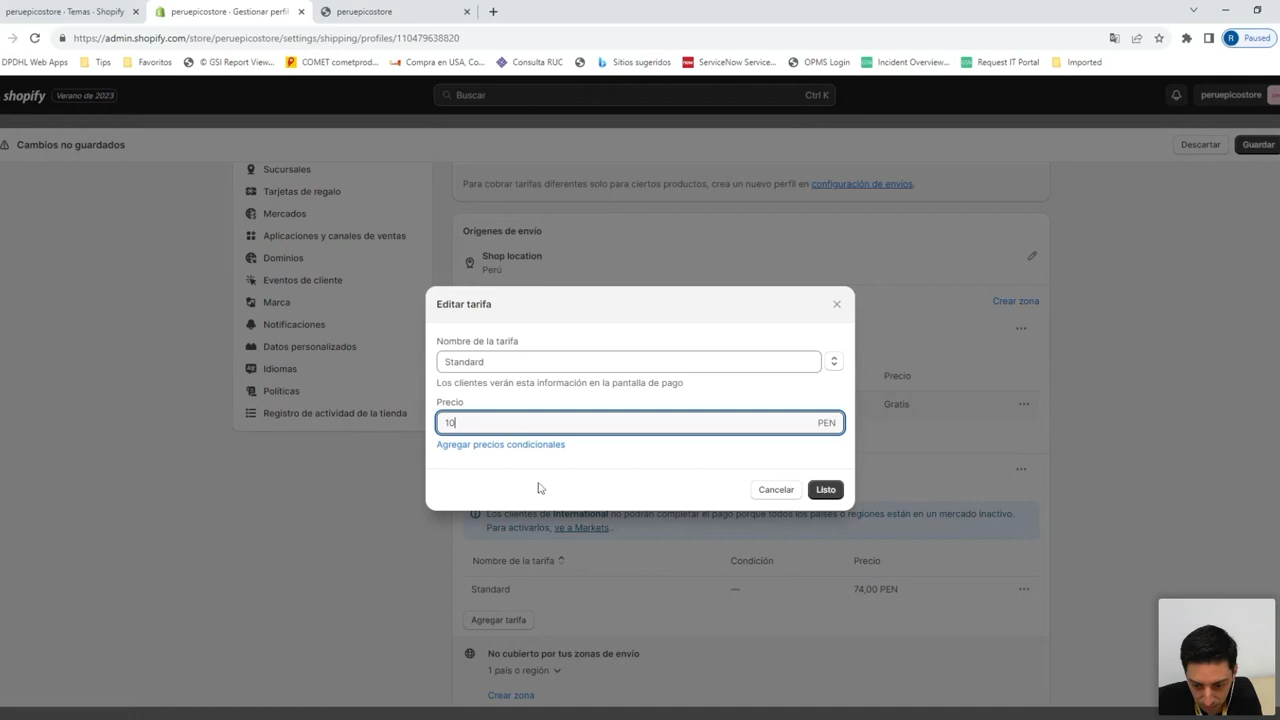 peruepicostore · Temas · Shopify
peruepicostore · Gestionar perfil
peruepicostore
https://admin.shopify.com/store/peruepicostore/settings/shipping/profiles/110479638820
R Paused
DPDHL Web Apps
Tips
Favoritos
© GSI Report View...
COMET cometprod...
Compra en USA, Co...
Consulta RUC
Sitios sugeridos
ServiceNow Service...
OPMS Login
Incident Overview...
Request IT Portal
Imported
shopify
Verano de 2023
Buscar
Ctrl K
peruepicostore
Cambios no guardados
Descartar
Guardar
Sucursales
Tarjetas de regalo
Mercados
Aplicaciones y canales de ventas
Dominios
Eventos de cliente
Marca
Notificaciones
Datos personalizados
Idiomas
Políticas
Registro de actividad de la tienda
Para cobrar tarifas diferentes solo para ciertos productos, crea un nuevo perfil en configuración de envíos.
Orígenes de envío
Shop location
Perú
Crear zona
Precio
Gratis
Editar tarifa
Nombre de la tarifa
Standard
Los clientes verán esta información en la pantalla de pago
Precio
10
PEN
Agregar precios condicionales
Cancelar
Listo
Los clientes de International no podrán completar el pago porque todos los países o regiones están en un mercado inactivo.
Para activarlos, ve a Markets.
Nombre de la tarifa
Condición
Precio
Standard
—
74,00 PEN
Agregar tarifa
No cubierto por tus zonas de envío
1 país o región
Crear zona